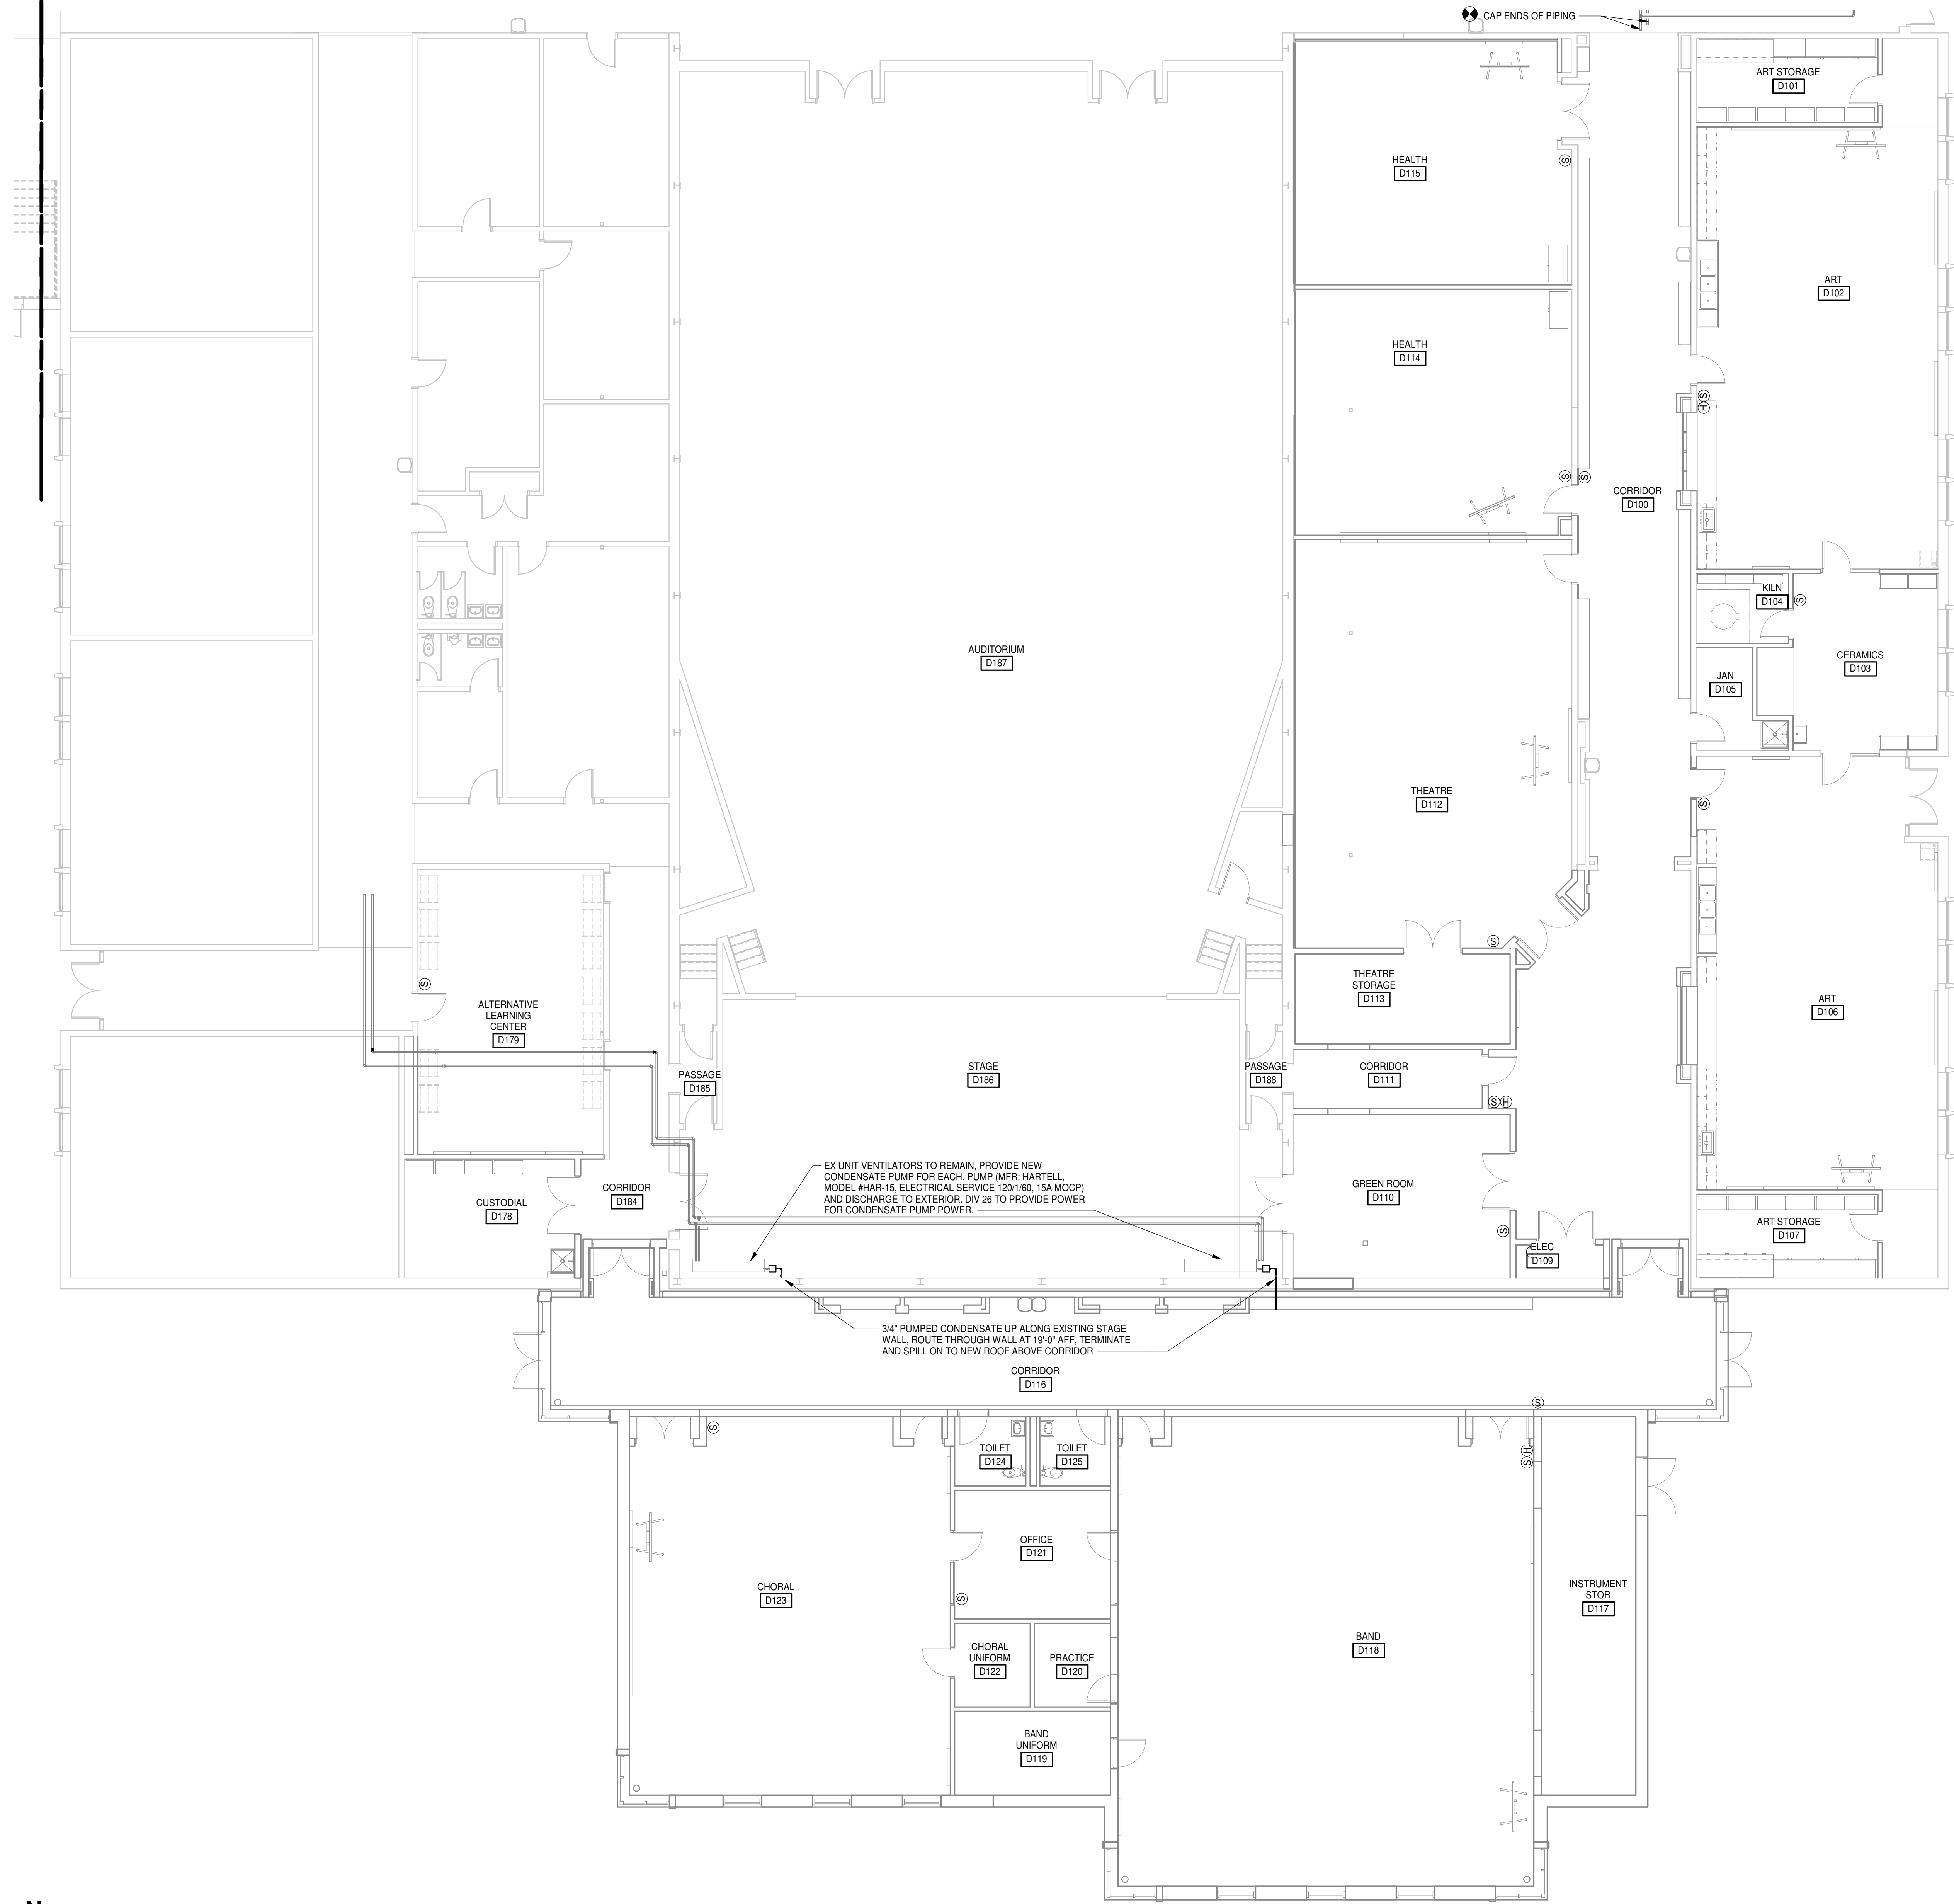 CAP ENDS OF PIPING
ART STORAGE
D101
HEALTH
D115
S
ART
D102
HEALTH
D114
S
H
S
S
CORRIDOR
D100
KILN
D104
S
AUDITORIUM
D187
CERAMICS
D103
JAN
D105
THEATRE
D112
S
S
THEATRE
STORAGE
D113
S
ALTERNATIVE
LEARNING
CENTER
D179
ART
D106
PASSAGE
D185
STAGE
D186
PASSAGE
D188
CORRIDOR
D111
S
H
EX UNIT VENTILATORS TO REMAIN, PROVIDE NEW
CONDENSATE PUMP FOR EACH. PUMP (MFR: HARTELL,
MODEL #HAR-15, ELECTRICAL SERVICE 120/1/60, 15A MOCP)
AND DISCHARGE TO EXTERIOR. DIV 26 TO PROVIDE POWER
FOR CONDENSATE PUMP POWER.
CUSTODIAL
D178
CORRIDOR
D184
GREEN ROOM
D110
S
ELEC
D109
ART STORAGE
D107
3/4" PUMPED CONDENSATE UP ALONG EXISTING STAGE
WALL, ROUTE THROUGH WALL AT 19'-0" AFF, TERMINATE
AND SPILL ON TO NEW ROOF ABOVE CORRIDOR
CORRIDOR
D116
S
S
TOILET
D124
TOILET
D125
H
S
OFFICE
D121
CHORAL
D123
S
INSTRUMENT
STOR
D117
CHORAL
UNIFORM
D122
PRACTICE
D120
BAND
D118
BAND
UNIFORM
D119